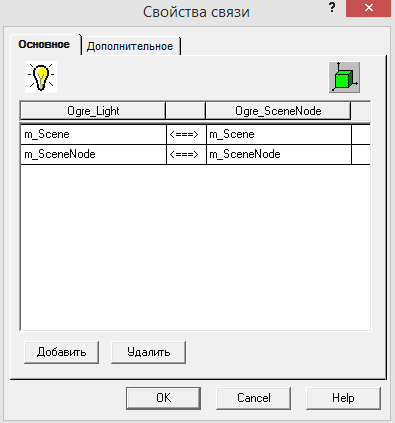 Свойства связи ?
Основное Дополнительное
Ogre_Light Ogre_SceneNode
m_Scene <===> m_Scene
m_SceneNode <===> m_SceneNode
Добавить Удалить
OK Cancel Help